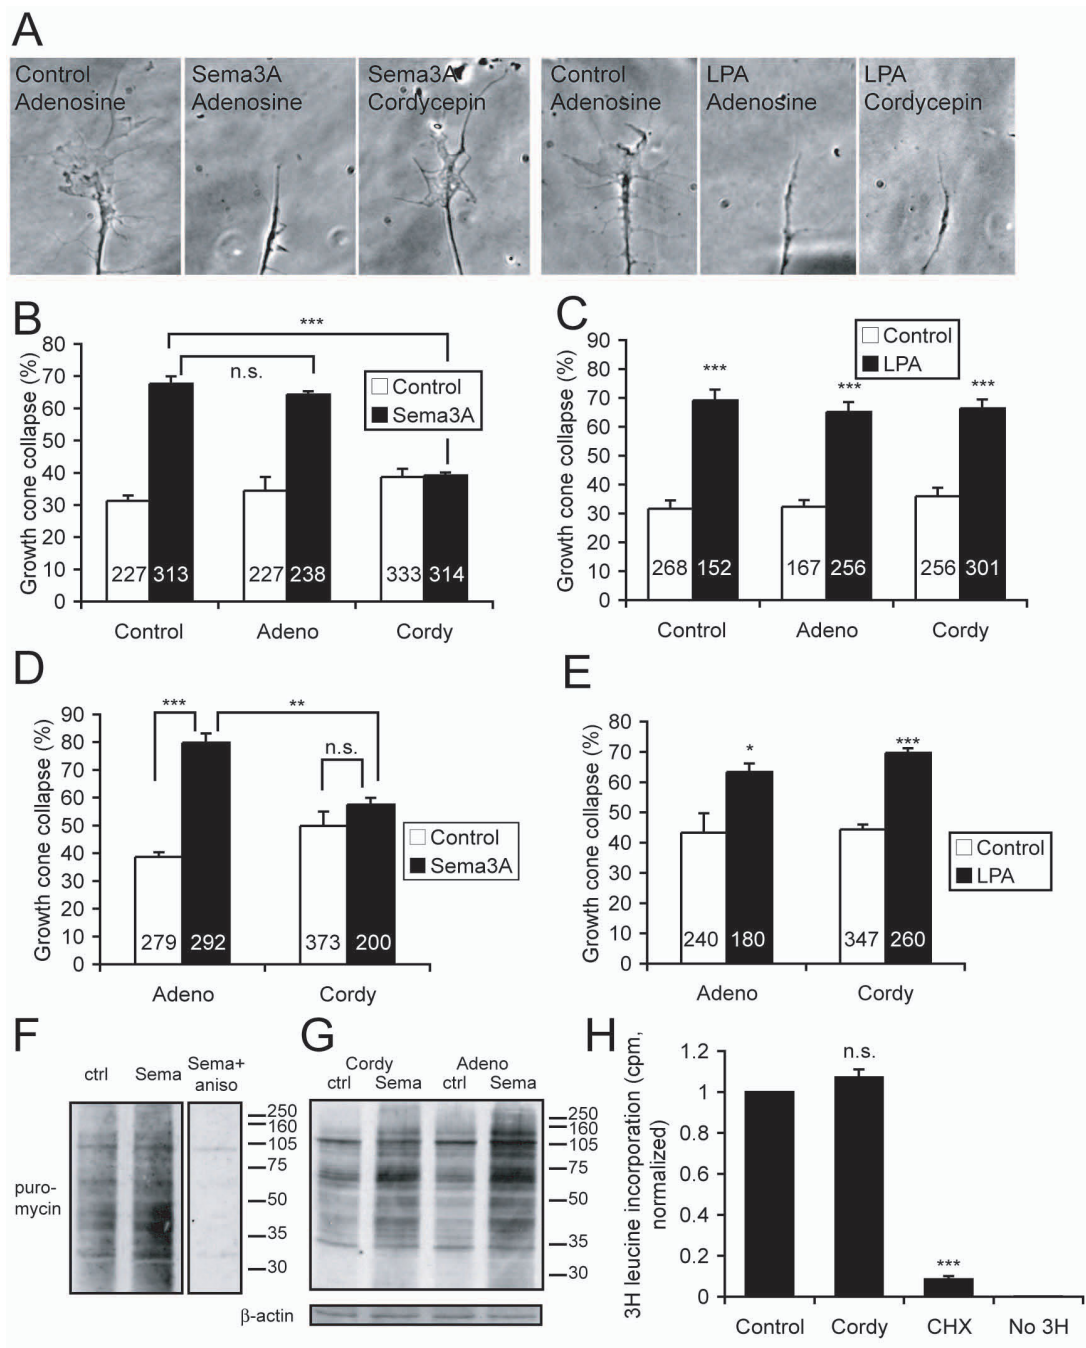 A
Control
Adenosine
Sema3A
Adenosine
Sema3A
Cordycepin
Control
Adenosine
LPA
Adenosine
LPA
Cordycepin
B
Growth cone collapse (%)
80
70
60
50
40
30
20
10
0
***
n.s.
Control
Sema3A
227 313 227 238 333 314
Control Adeno Cordy
C
Growth cone collapse (%)
90
80
70
60
50
40
30
20
10
0
Control
LPA
*** *** ***
268 152 167 256 256 301
Control Adeno Cordy
D
Growth cone collapse (%)
90
80
70
60
50
40
30
20
10
0
*** **
n.s.
Control
Sema3A
279 292 373 200
Adeno Cordy
E
Growth cone collapse (%)
80
70
60
50
40
30
20
10
0
* ***
Control
LPA
240 180 347 260
Adeno Cordy
F
ctrl Sema Sema+
aniso
puro-
mycin
250
160
105
75
50
35
30
G
Cordy Adeno
ctrl Sema ctrl Sema
250
160
105
75
50
35
30
β-actin
H
3H leucine incorporation (cpm,
normalized)
1.2
1
0.8
0.6
0.4
0.2
0
n.s.
***
Control Cordy CHX No 3H